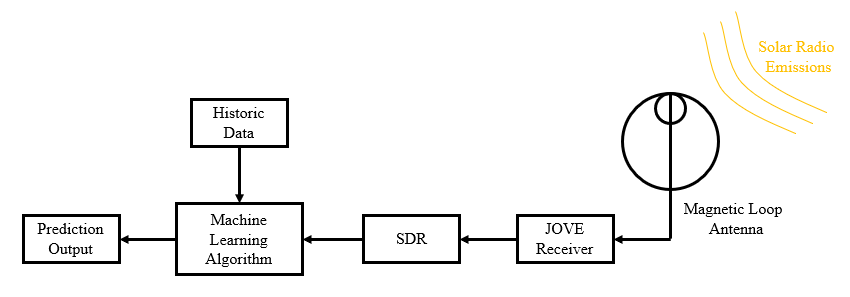 Solar Radio
Emissions
Historic
Data
Magnetic Loop
Antenna
Prediction
Output
Machine
Learning
Algorithm
SDR
JOVE
Receiver